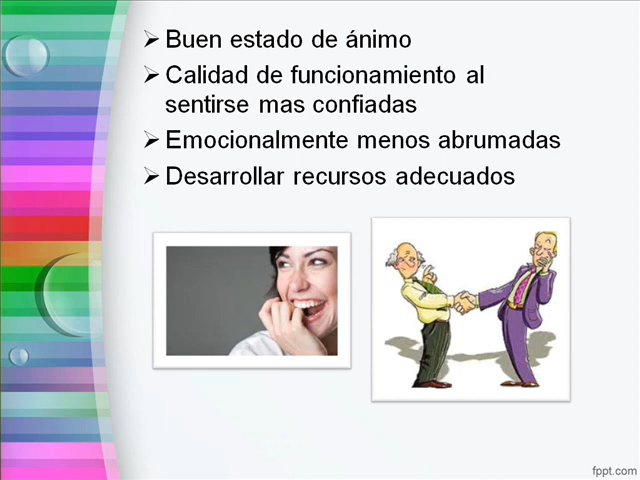 ➢ Buen estado de ánimo
➢ Calidad de funcionamiento al
sentirse mas confiadas
➢ Emocionalmente menos abrumadas
➢ Desarrollar recursos adecuados
fppt.com